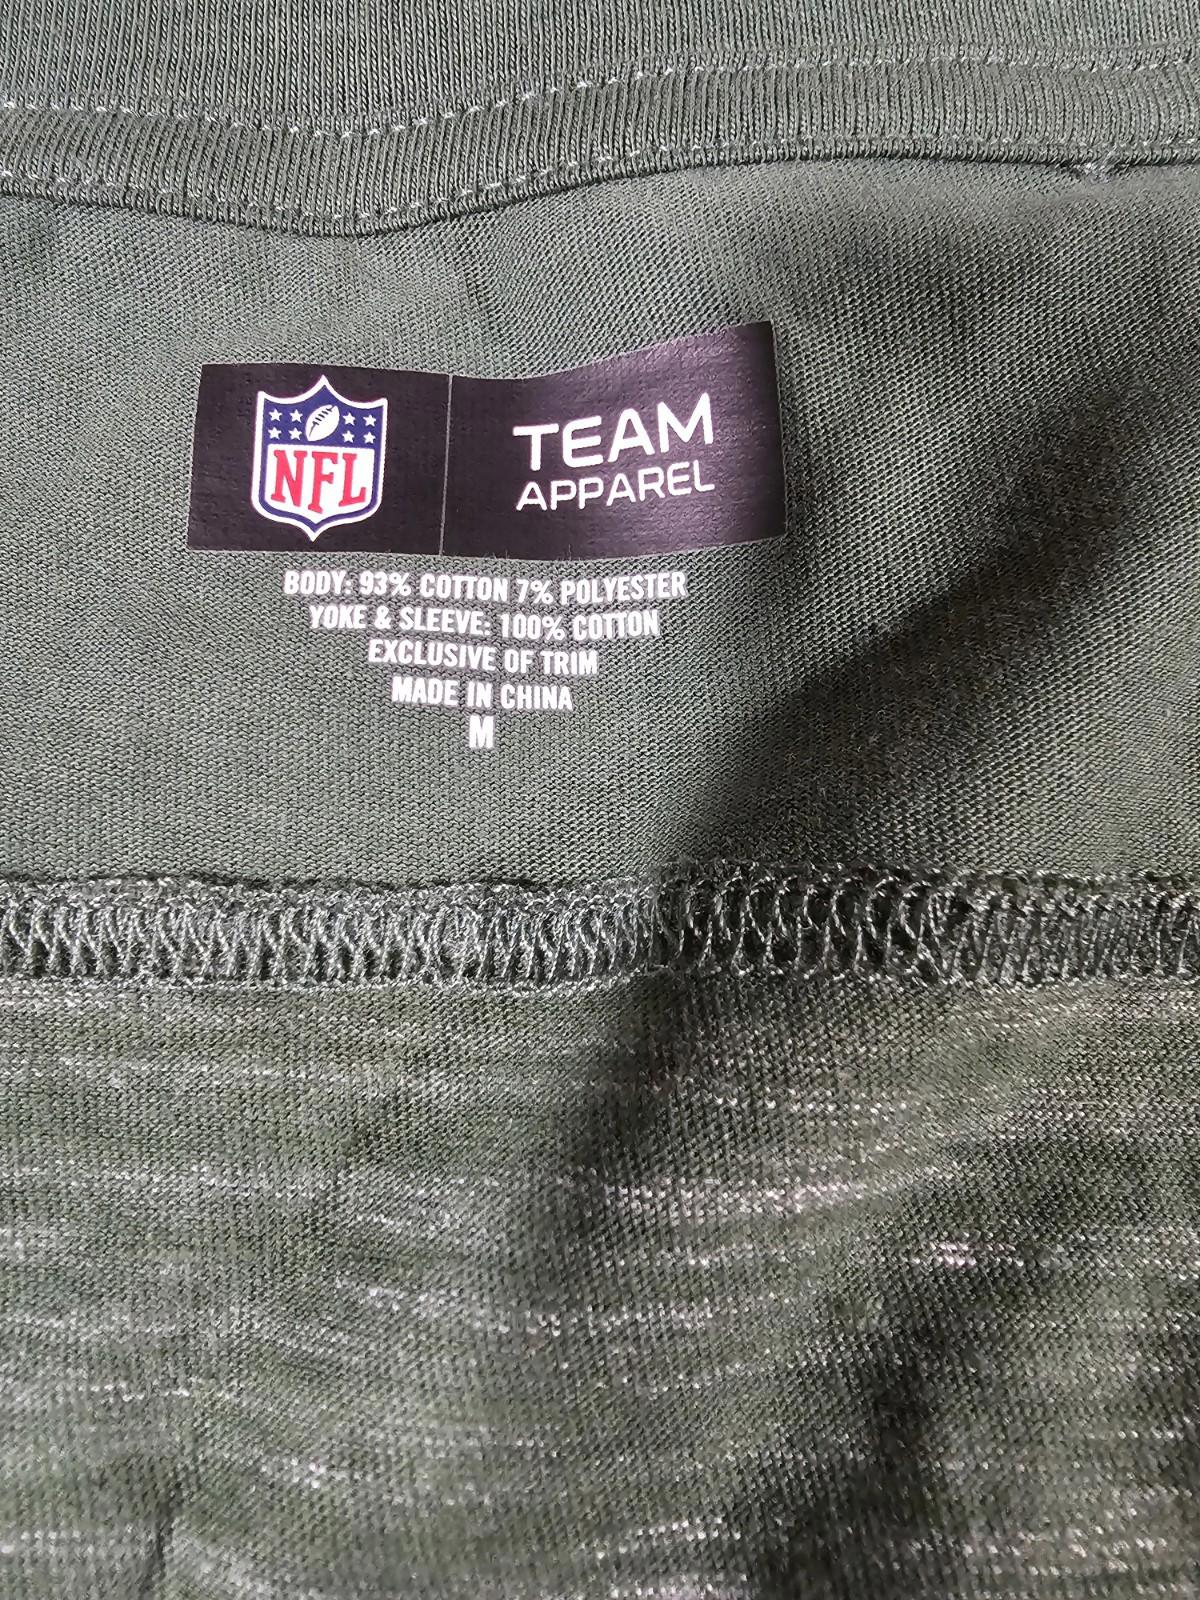 NFL
TEAM
APPAREL
BODY: 93% COTTON 7% POLYESTER
YOKE & SLEEVE: 100% COTTON
EXCLUSIVE OF TRIM
MADE IN CHINA
M